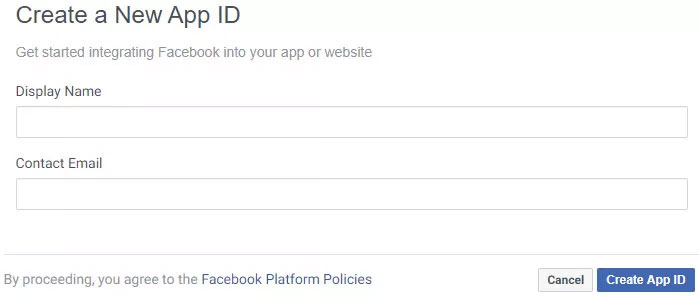 Create a New App ID
Get started integrating Facebook into your app or website
Display Name
Contact Email
By proceeding, you agree to the Facebook Platform Policies
Cancel
Create App ID